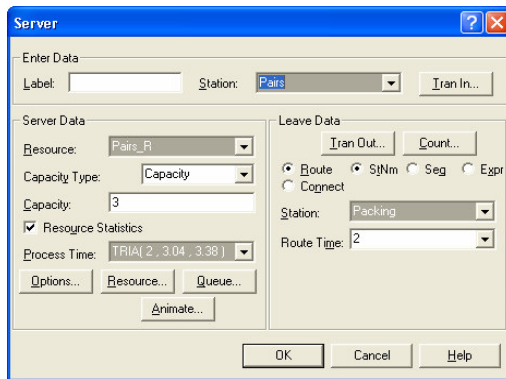 Server
Enter Data
Label:
Station: Pairs
Tran In...
Server Data
Resource: Pairs_R
Capacity Type: Capacity
Capacity: 3
Resource Statistics
Process Time: TRIA( 2 , 3.04 , 3.38 )
Options... Resource... Queue...
Animate...
Leave Data
Tran Out... Count...
Route StNm Seg Expr
Connect
Station: Packing
Route Time: 2
OK Cancel Help